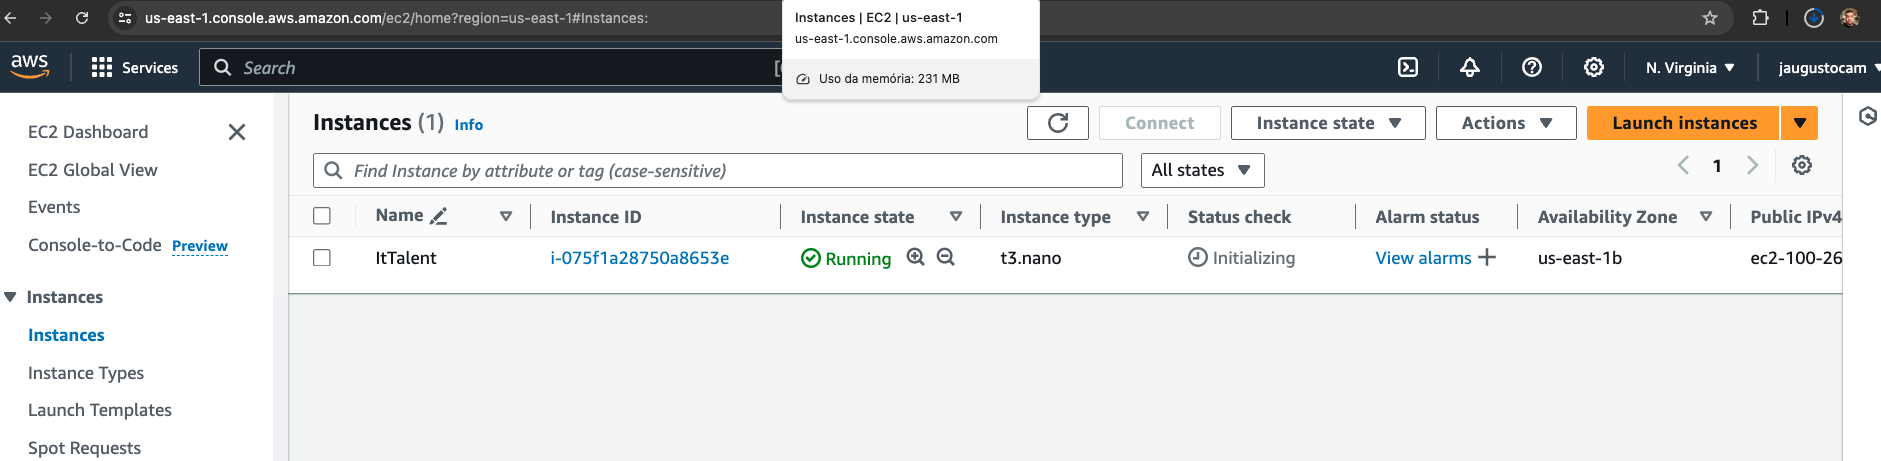 us-east-1.console.aws.amazon.com/ec2/home?region=us-east-1#Instances:
Instances | EC2 | us-east-1
us-east-1.console.aws.amazon.com
Uso da memória: 231 MB
aws
Services
Search
[
N. Virginia
jaugustocam
EC2 Dashboard
EC2 Global View
Events
Console-to-Code Preview
Instances
Instances
Instance Types
Launch Templates
Spot Requests
Instances (1) Info
Connect
Instance state
Actions
Launch instances
Find Instance by attribute or tag (case-sensitive)
All states
1
Name Instance ID Instance state Instance type Status check Alarm status Availability Zone Public IPv4
ItTalent i-075f1a28750a8653e Running t3.nano Initializing View alarms us-east-1b ec2-100-26